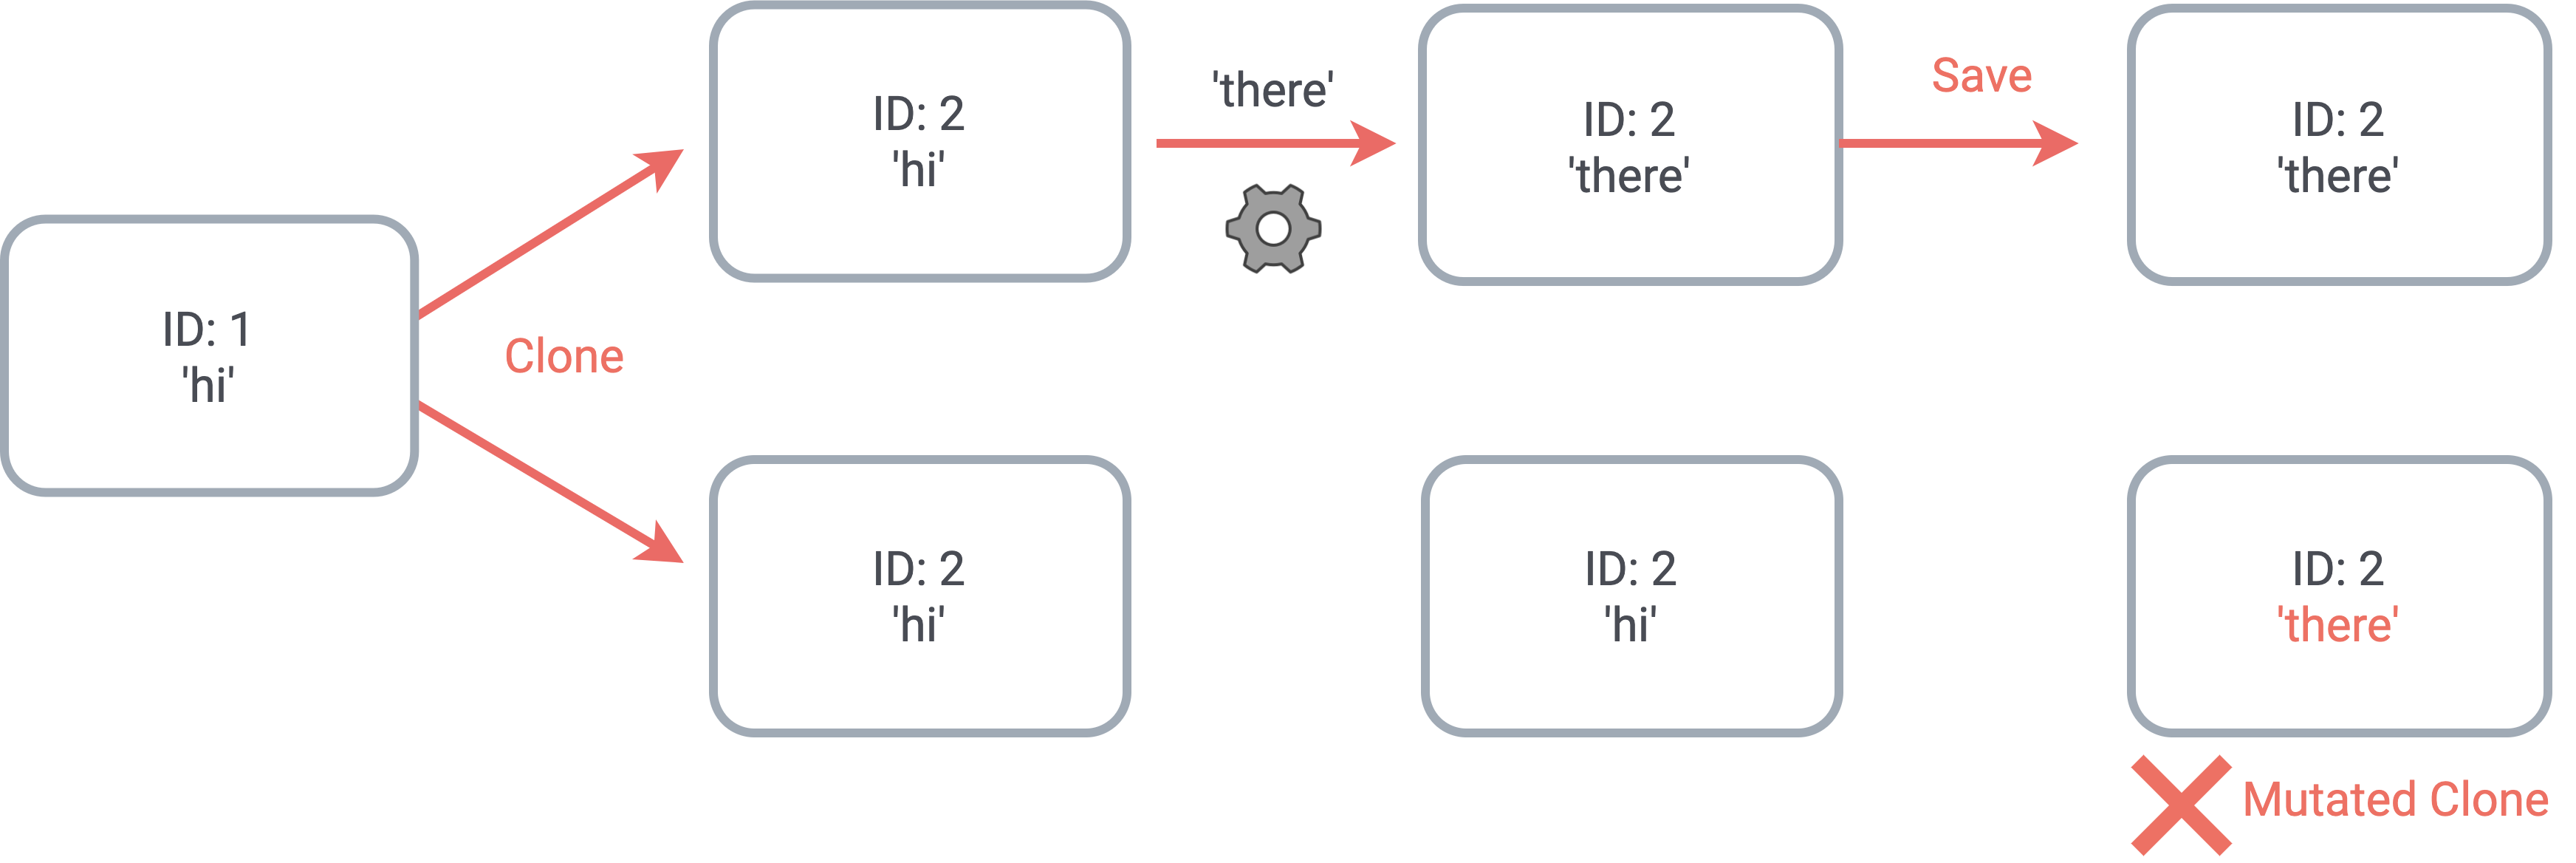 ID: 1
'hi'
Clone
ID: 2
'hi'
'there'
ID: 2
'there'
Save
ID: 2
'there'
ID: 2
'hi'
ID: 2
'hi'
ID: 2
'there'
Mutated Clone